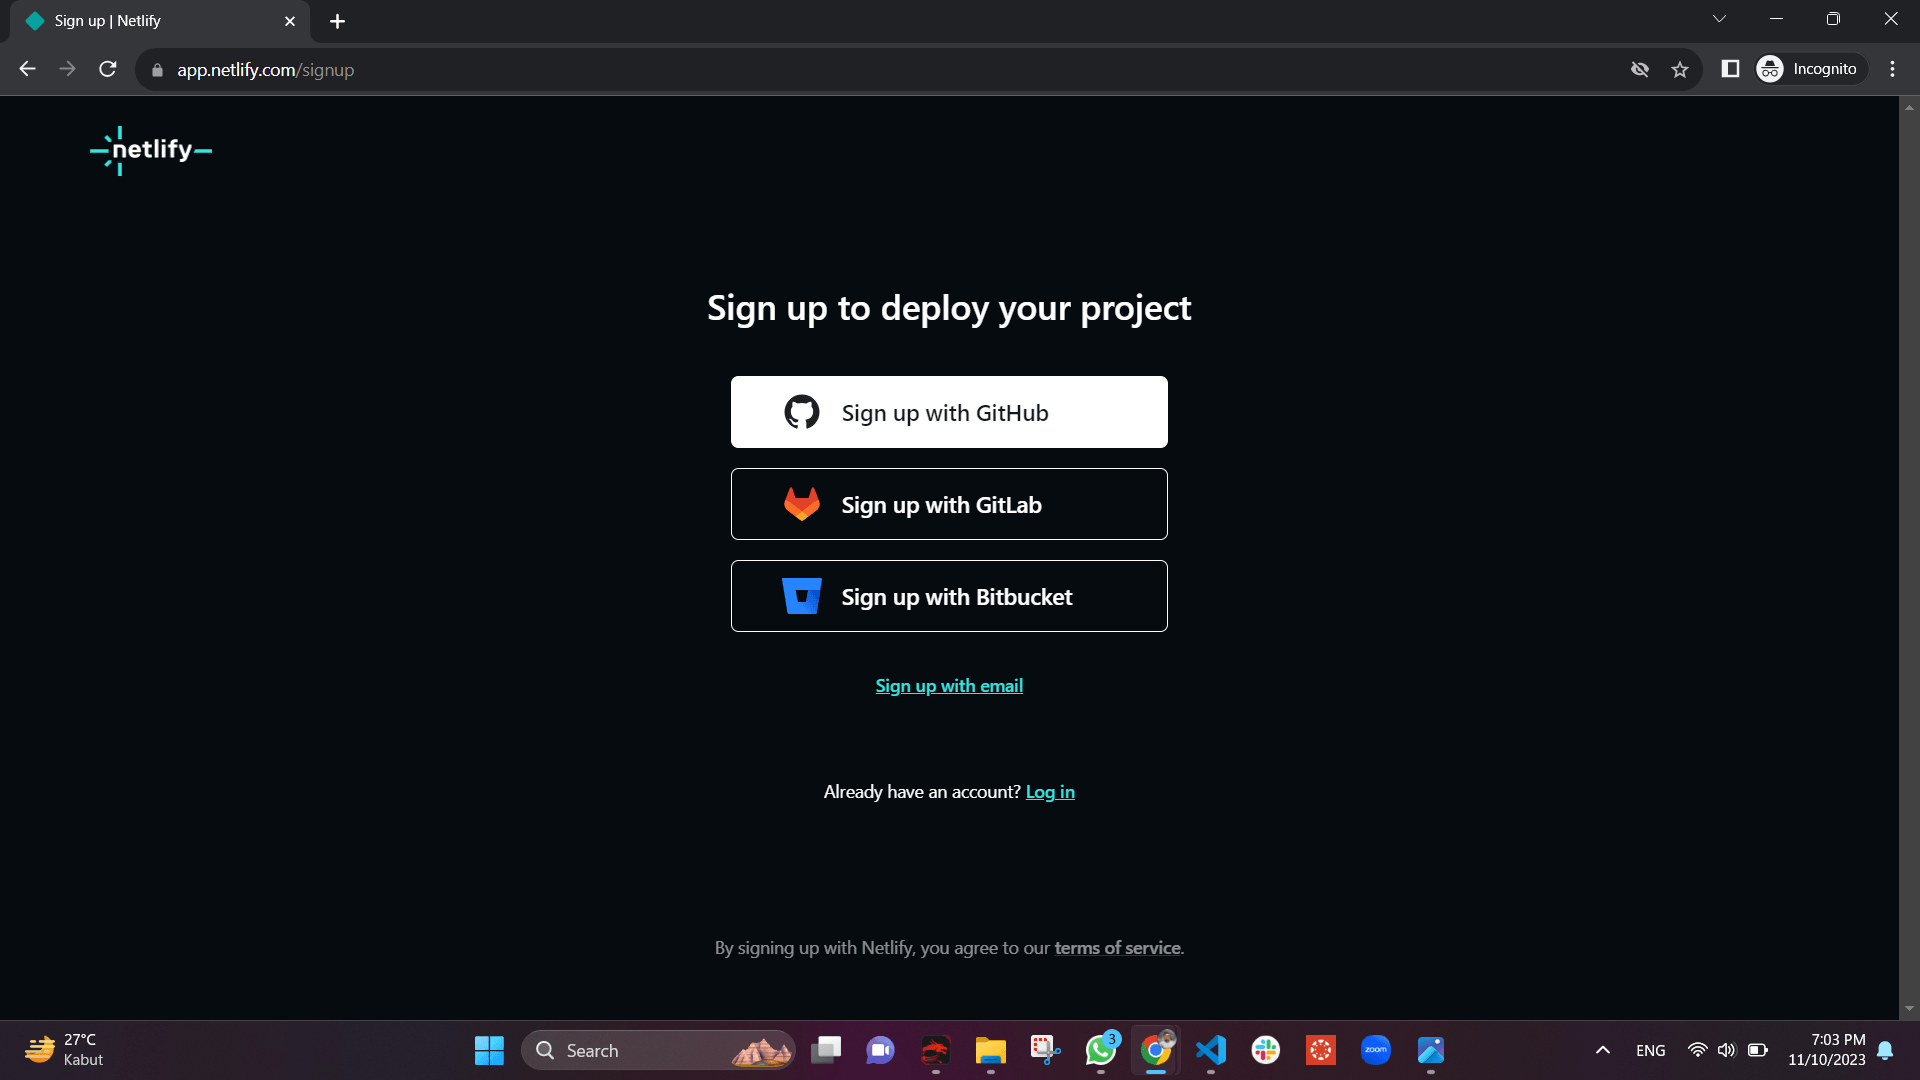 Sign up | Netlify
app.netlify.com/signup
Incognito
netlify
Sign up to deploy your project
Sign up with GitHub
Sign up with GitLab
Sign up with Bitbucket
Sign up with email
Already have an account? Log in
By signing up with Netlify, you agree to our terms of service.
27°C
Kabut
Search
3
zoom
ENG
7:03 PM
11/10/2023